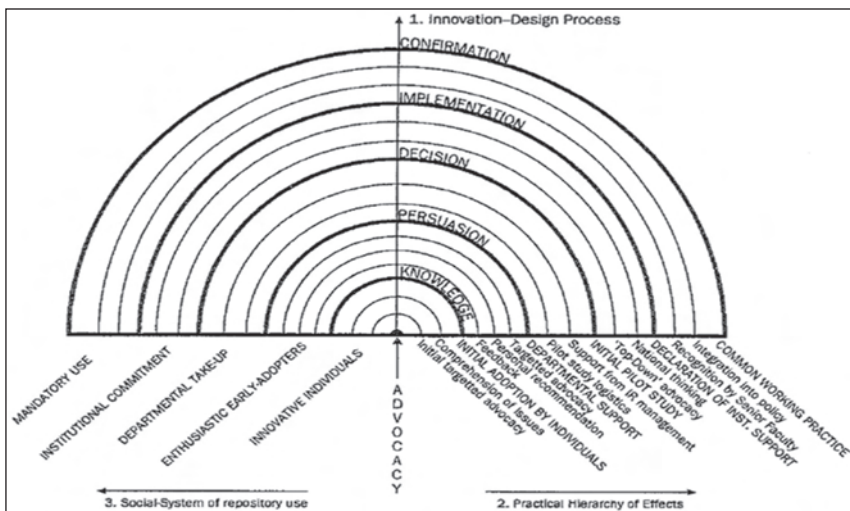 1. Innovation–Design Process
CONFIRMATION
IMPLEMENTATION
DECISION
PERSUASION
KNOWLEDGE
MANDATORY USE
INSTITUTIONAL COMMITMENT
DEPARTMENTAL TAKE-UP
ENTHUSIASTIC EARLY-ADOPTERS
INNOVATIVE INDIVIDUALS
ADVOCACY
Initial targetted advocacy
Comprehension of issues
INITIAL ADOPTION BY INDIVIDUALS
Feedback
Personal recommendation
Targetted advocacy
DEPARTMENTAL SUPPORT
Pilot study logistics
Support from IR management
INITIAL PILOT STUDY
'Top Down' advocacy
National thinking
DECLARATION OF INST. SUPPORT
Recognition by Senior Faculty
Integration into policy
COMMON WORKING PRACTICE
3. Social-System of repository use
2. Practical Hierarchy of Effects